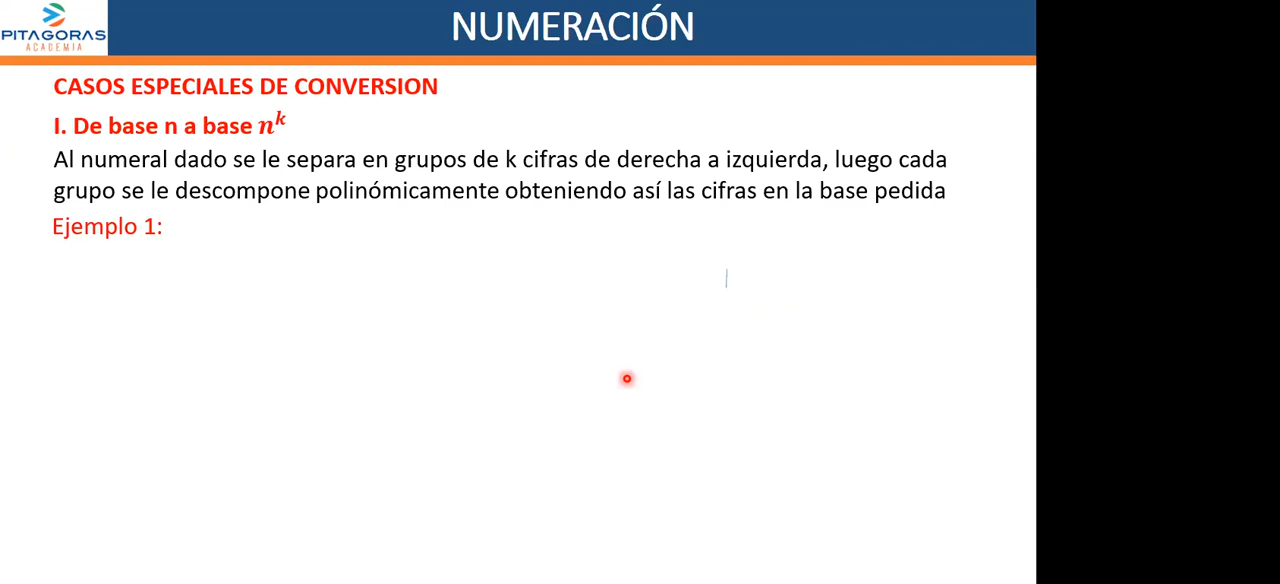 PITAGORAS
ACADEMIA
NUMERACIÓN
CASOS ESPECIALES DE CONVERSION
I. De base n a base n^k
Al numeral dado se le separa en grupos de k cifras de derecha a izquierda, luego cada
grupo se le descompone polinómicamente obteniendo así las cifras en la base pedida
Ejemplo 1: